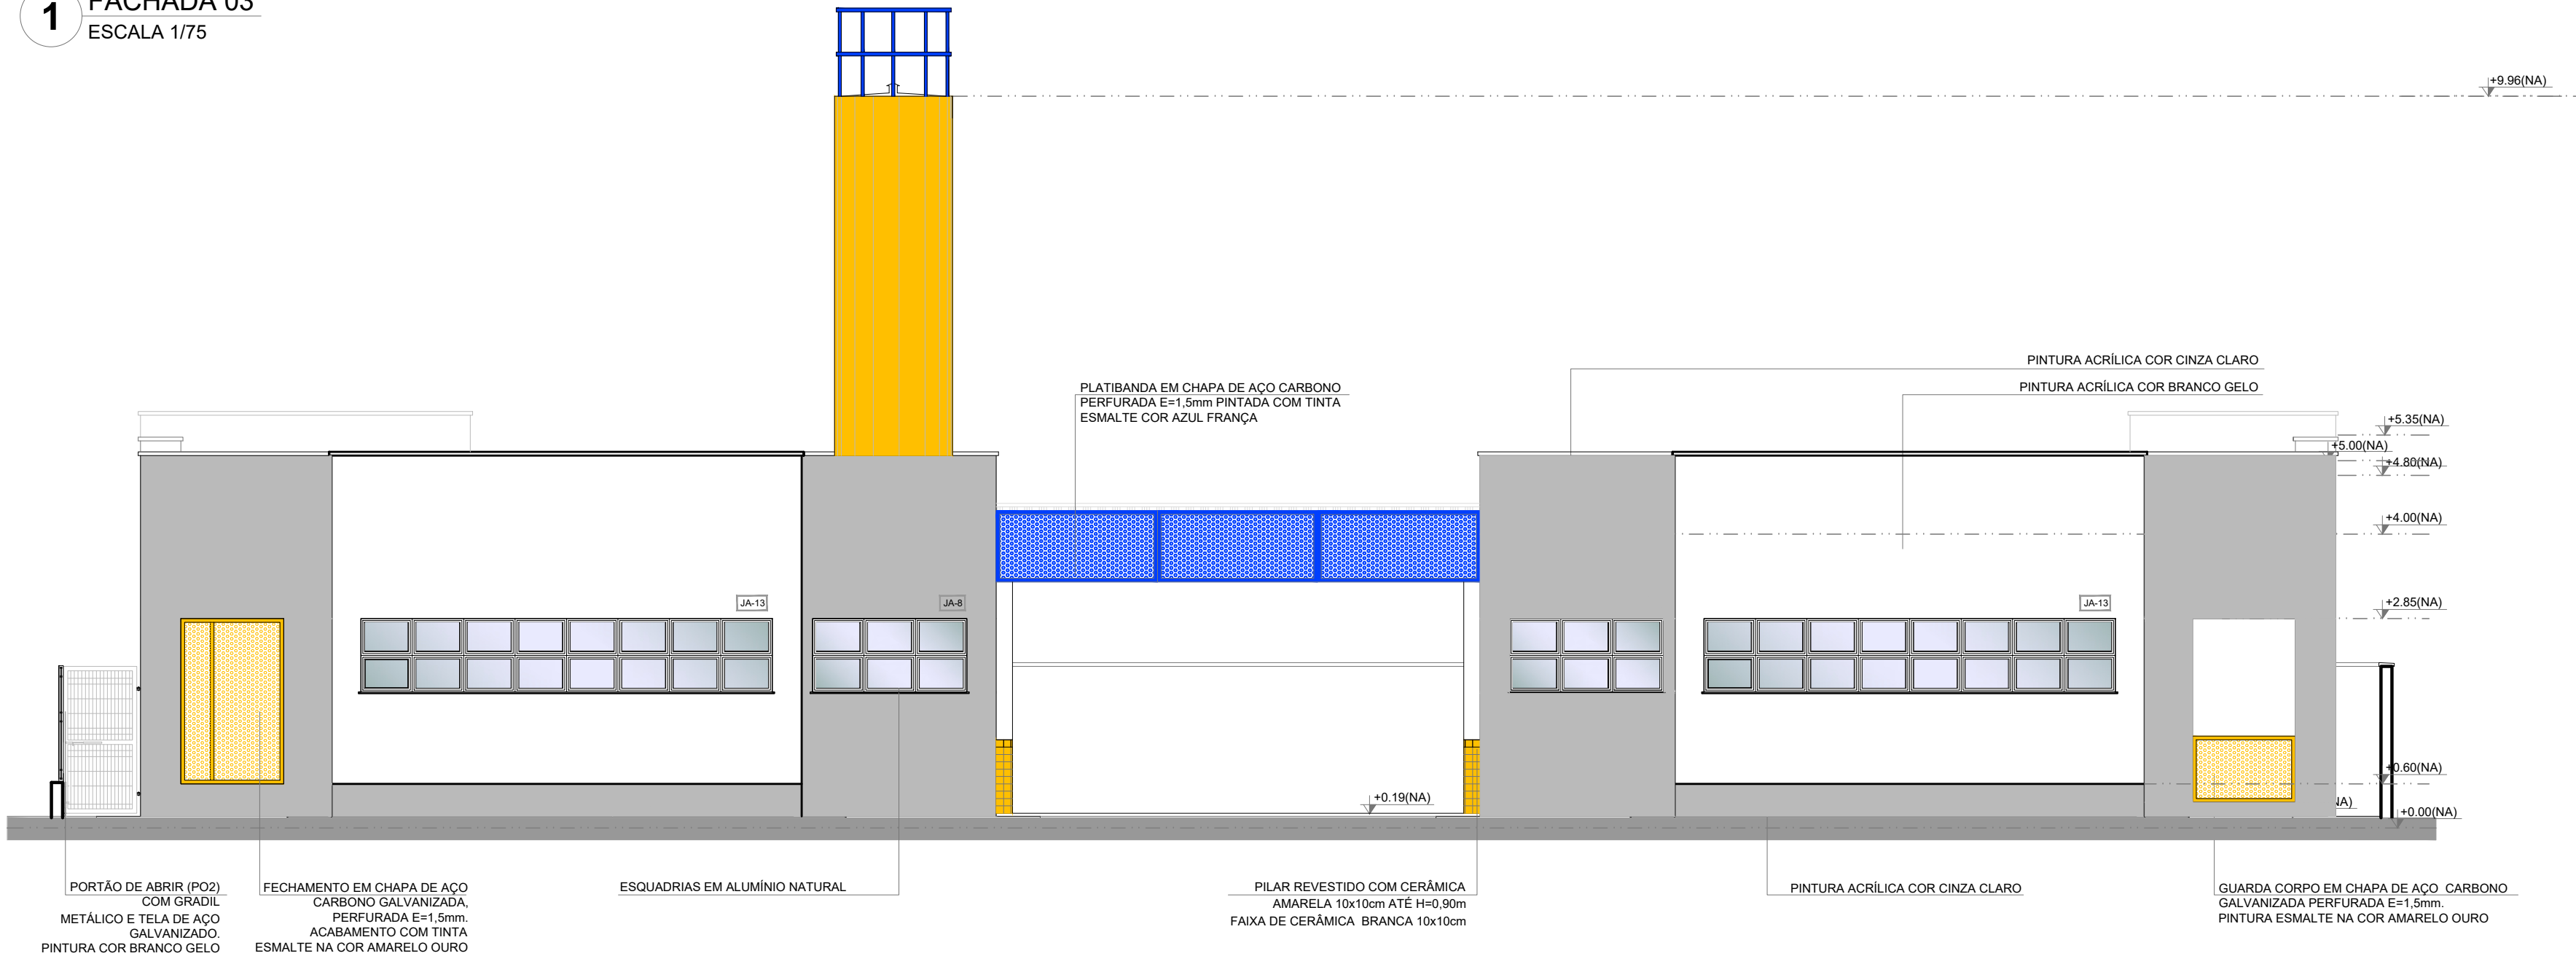 1
FACHADA 03
ESCALA 1/75
+9.96(NA)
PINTURA ACRÍLICA COR CINZA CLARO
PINTURA ACRÍLICA COR BRANCO GELO
PLATIBANDA EM CHAPA DE AÇO CARBONO
PERFURADA E=1,5mm PINTADA COM TINTA
ESMALTE COR AZUL FRANÇA
+5.35(NA)
+5.00(NA)
+4.80(NA)
+4.00(NA)
+2.85(NA)
JA-13
JA-8
JA-13
+0.60(NA)
+0.19(NA)
NA)
+0.00(NA)
PORTÃO DE ABRIR (PO2)
COM GRADIL
METÁLICO E TELA DE AÇO
GALVANIZADO.
PINTURA COR BRANCO GELO
FECHAMENTO EM CHAPA DE AÇO
CARBONO GALVANIZADA,
PERFURADA E=1,5mm.
ACABAMENTO COM TINTA
ESMALTE NA COR AMARELO OURO
ESQUADRIAS EM ALUMÍNIO NATURAL
PILAR REVESTIDO COM CERÂMICA
AMARELA 10x10cm ATÉ H=0,90m
FAIXA DE CERÂMICA BRANCA 10x10cm
PINTURA ACRÍLICA COR CINZA CLARO
GUARDA CORPO EM CHAPA DE AÇO CARBONO
GALVANIZADA PERFURADA E=1,5mm.
PINTURA ESMALTE NA COR AMARELO OURO